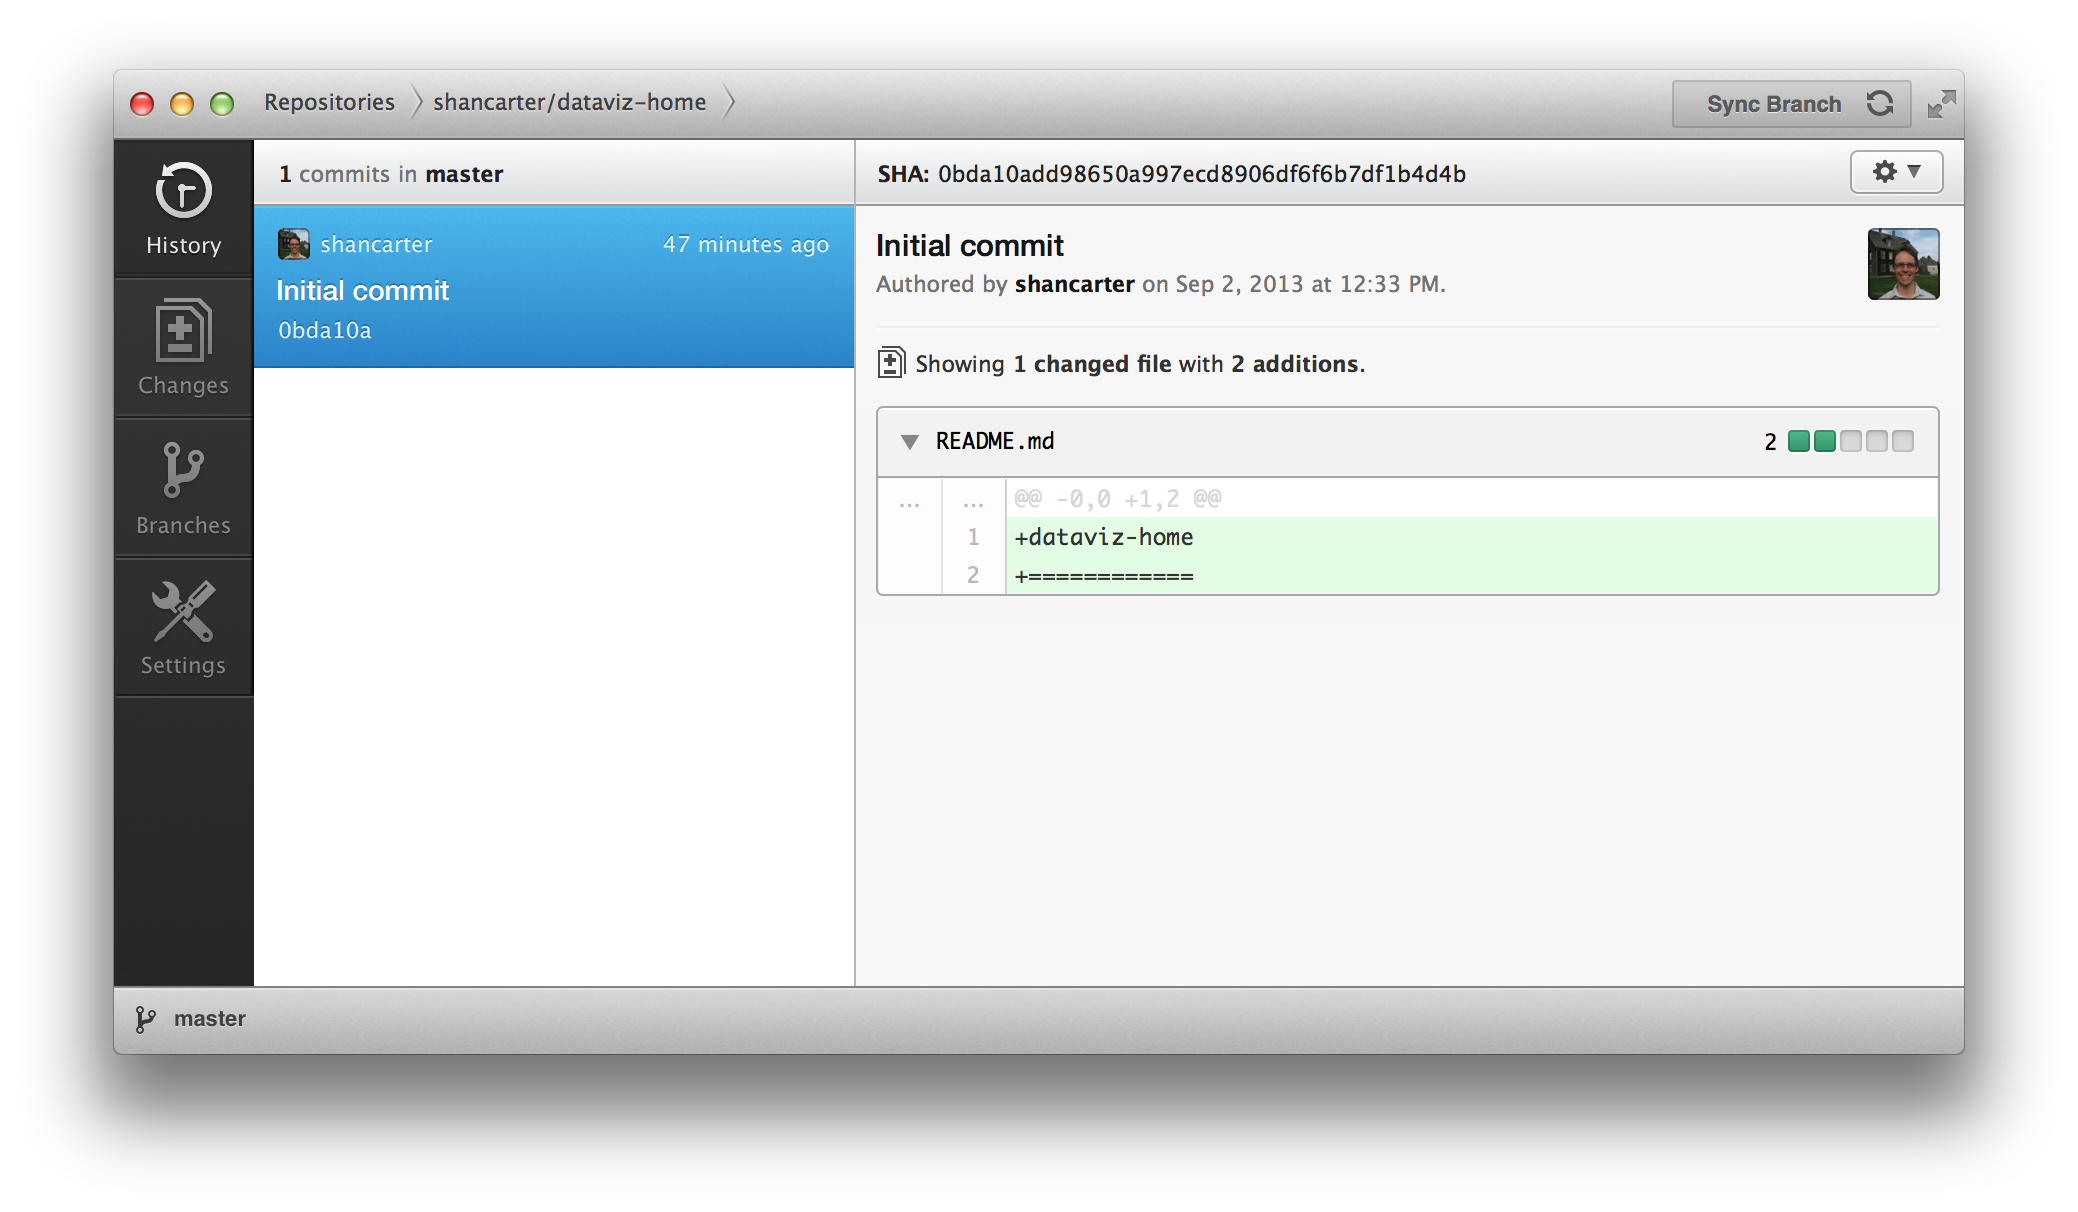 Repositories shancarter/dataviz-home Sync Branch
History
Changes
Branches
Settings
1 commits in master
shancarter 47 minutes ago
Initial commit
0bda10a
SHA: 0bda10add98650a997ecd8906df6f6b7df1b4d4b
Initial commit
Authored by shancarter on Sep 2, 2013 at 12:33 PM.
Showing 1 changed file with 2 additions.
README.md 2
... ... @@ -0,0 +1,2 @@
1 +dataviz-home
2 +============
master